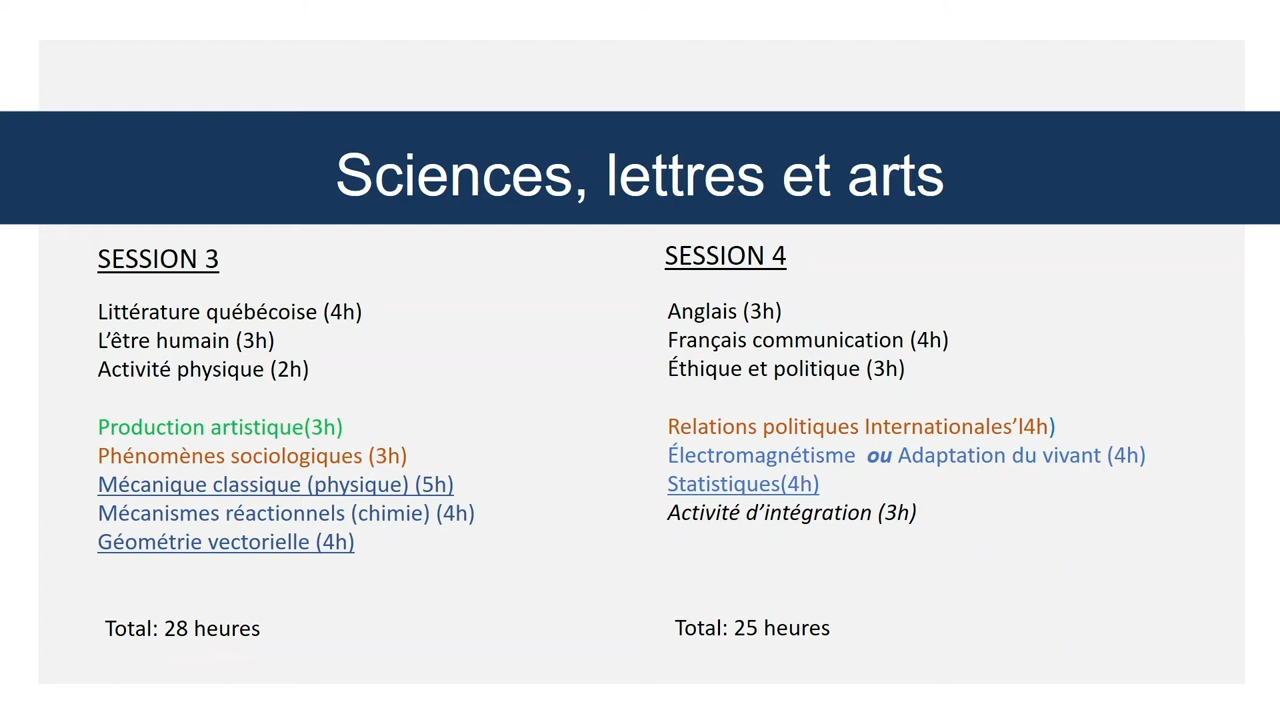 Sciences, lettres et arts
SESSION 3
Littérature québécoise (4h)
L’être humain (3h)
Activité physique (2h)
Production artistique(3h)
Phénomènes sociologiques (3h)
Mécanique classique (physique) (5h)
Mécanismes réactionnels (chimie) (4h)
Géométrie vectorielle (4h)
Total: 28 heures
SESSION 4
Anglais (3h)
Français communication (4h)
Éthique et politique (3h)
Relations politiques Internationales’l4h)
Électromagnétisme ou Adaptation du vivant (4h)
Statistiques(4h)
Activité d’intégration (3h)
Total: 25 heures